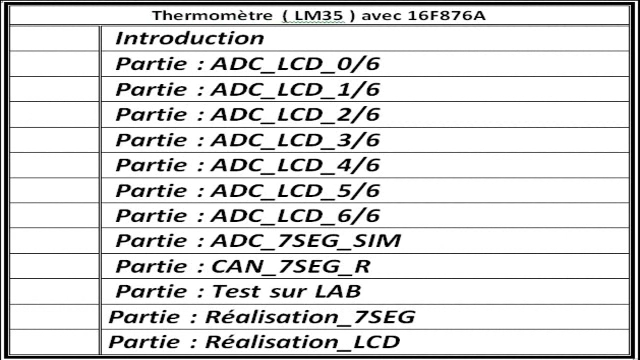 Thermomètre ( LM35 ) avec 16F876A
Introduction
Partie : ADC_LCD_0/6
Partie : ADC_LCD_1/6
Partie : ADC_LCD_2/6
Partie : ADC_LCD_3/6
Partie : ADC_LCD_4/6
Partie : ADC_LCD_5/6
Partie : ADC_LCD_6/6
Partie : ADC_7SEG_SIM
Partie : CAN_7SEG_R
Partie : Test sur LAB
Partie : Réalisation_7SEG
Partie : Réalisation_LCD